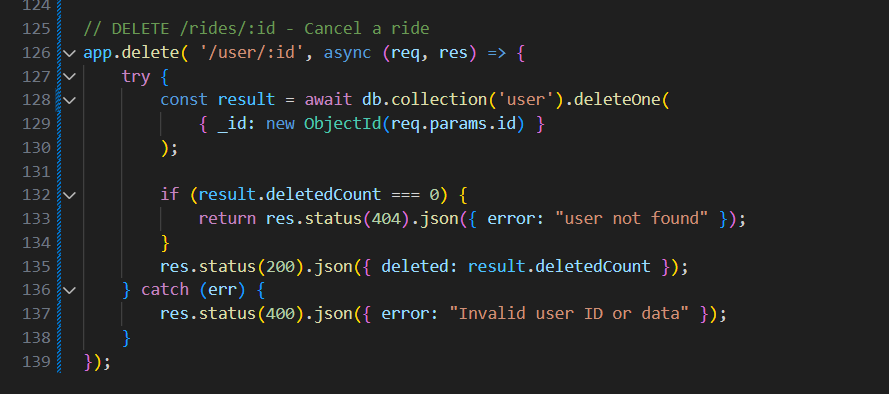 124
125 // DELETE /rides/:id - Cancel a ride
126 app.delete( '/user/:id', async (req, res) => {
127     try {
128         const result = await db.collection('user').deleteOne(
129             { _id: new ObjectId(req.params.id) }
130         );
131
132         if (result.deletedCount === 0) {
133             return res.status(404).json({ error: "user not found" });
134         }
135         res.status(200).json({ deleted: result.deletedCount });
136     } catch (err) {
137         res.status(400).json({ error: "Invalid user ID or data" });
138     }
139 });